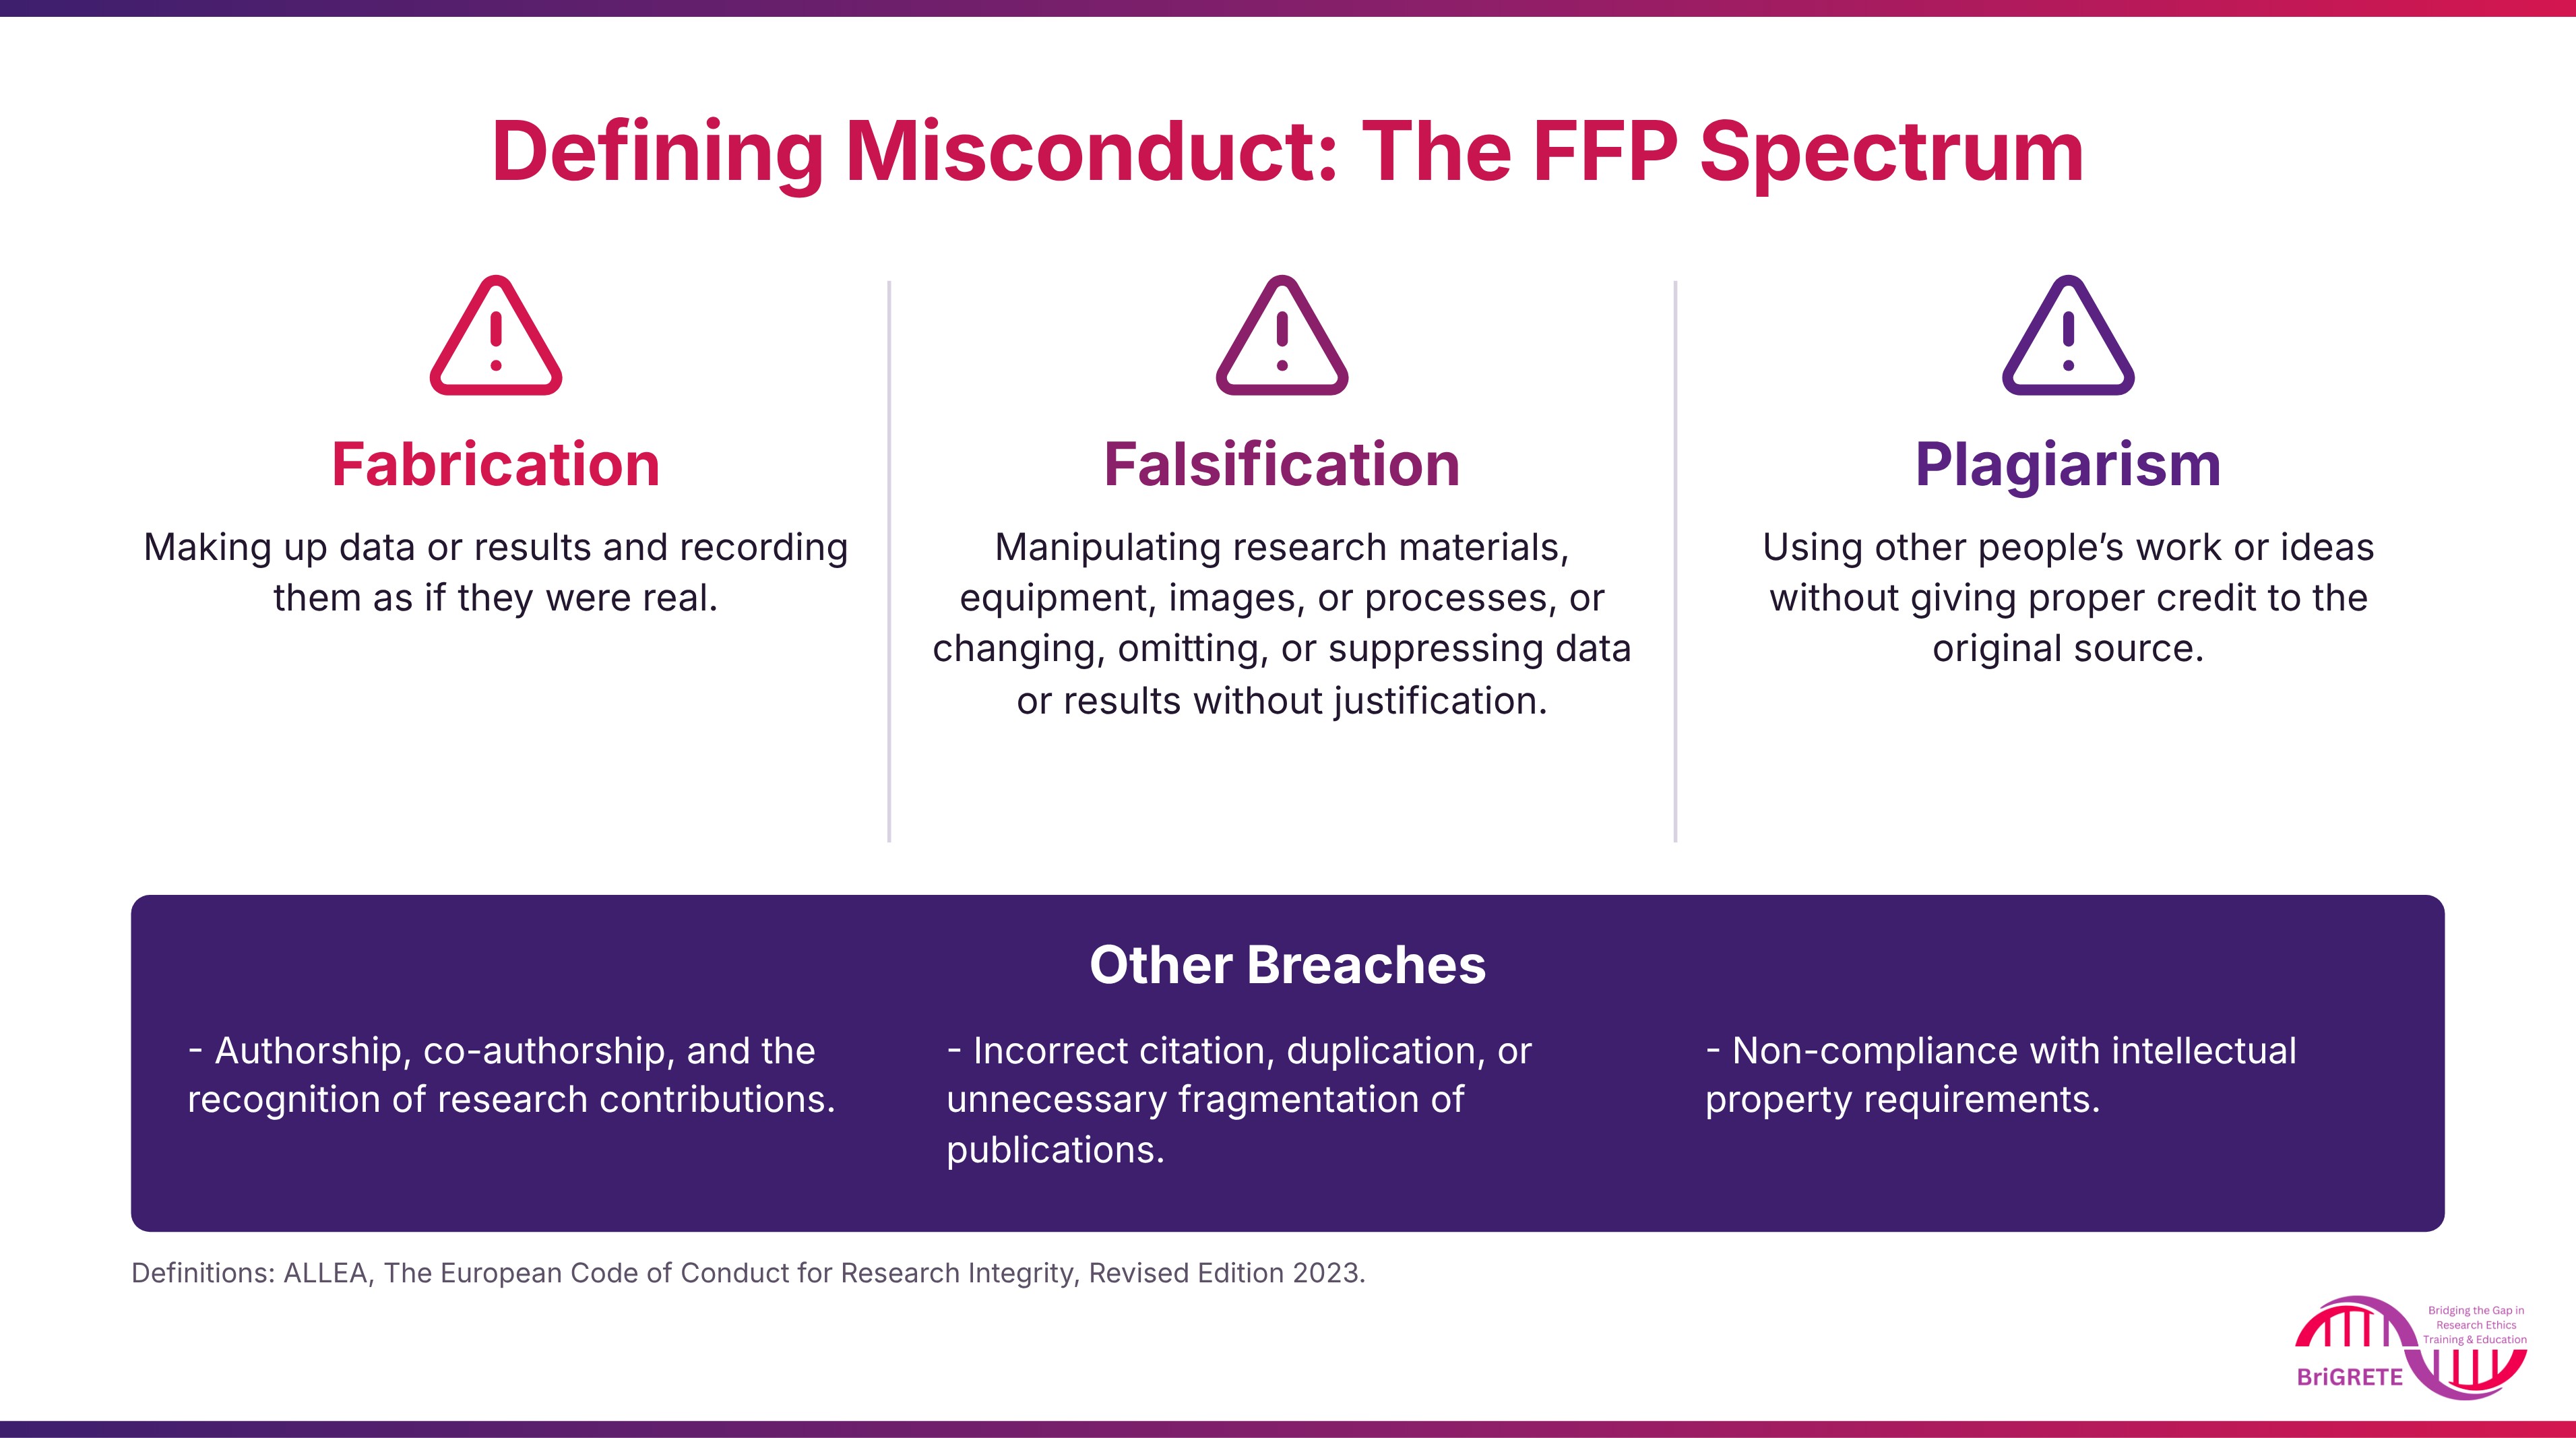 Defining Misconduct: The FFP Spectrum
Fabrication
Making up data or results and recording
them as if they were real.
Falsification
Manipulating research materials,
equipment, images, or processes, or
changing, omitting, or suppressing data
or results without justification.
Plagiarism
Using other people’s work or ideas
without giving proper credit to the
original source.
Other Breaches
- Authorship, co-authorship, and the
recognition of research contributions.
- Incorrect citation, duplication, or
unnecessary fragmentation of
publications.
- Non-compliance with intellectual
property requirements.
Definitions: ALLEA, The European Code of Conduct for Research Integrity, Revised Edition 2023.
Bridging the Gap in
Research Ethics
Training & Education
BriGRETE